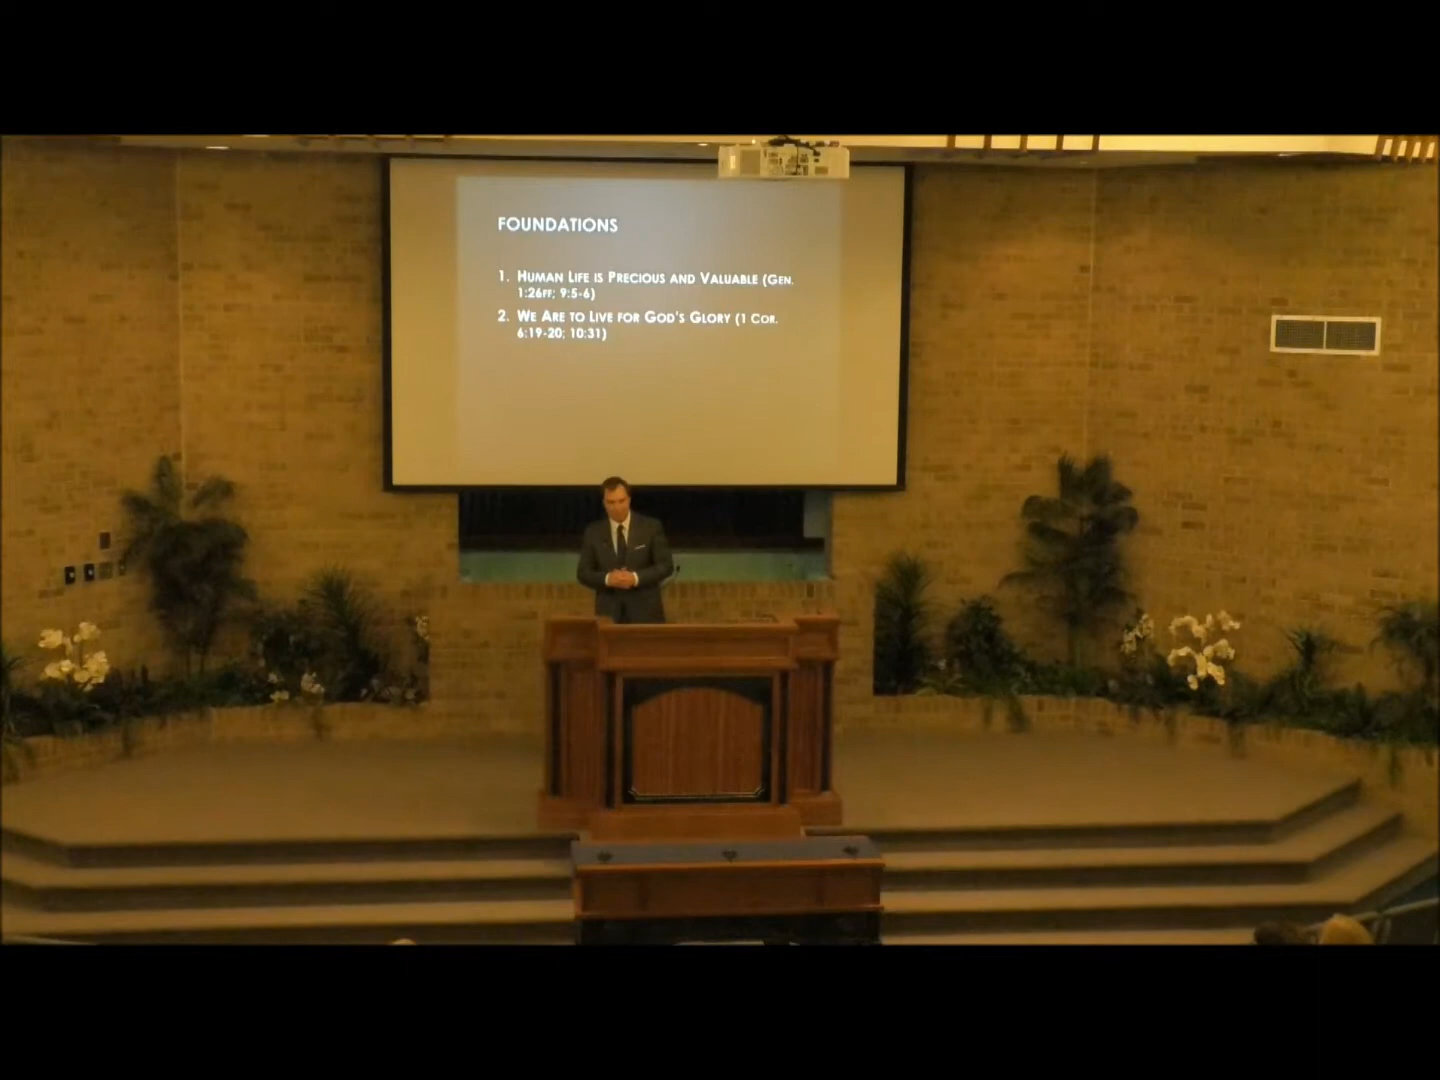 FOUNDATIONS
1. HUMAN LIFE IS PRECIOUS AND VALUABLE (GEN.
1:26FF; 9:5-6)
2. WE ARE TO LIVE FOR GOD'S GLORY (1 COR.
6:19-20; 10:31)